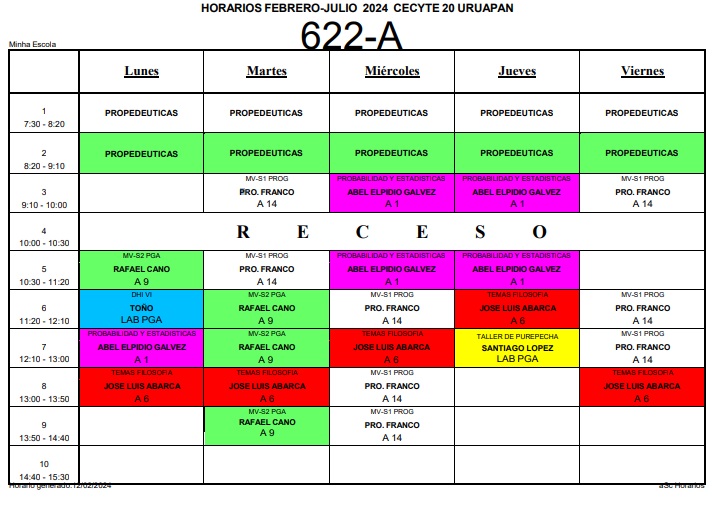 HORARIOS FEBRERO-JULIO 2024 CECYTE 20 URUAPAN
622-A
Minha Escola
Lunes Martes Miércoles Jueves Viernes
1
7:30 - 8:20
PROPEDEUTICAS PROPEDEUTICAS PROPEDEUTICAS PROPEDEUTICAS PROPEDEUTICAS
2
8:20 - 9:10
PROPEDEUTICAS PROPEDEUTICAS PROPEDEUTICAS PROPEDEUTICAS PROPEDEUTICAS
3
9:10 - 10:00
MV-S1 PROG PROBABILIDAD Y ESTADISTICAS PROBABILIDAD Y ESTADISTICAS MV-S1 PROG
PRO. FRANCO ABEL ELPIDIO GALVEZ ABEL ELPIDIO GALVEZ PRO. FRANCO
A 14 A 1 A 1 A 14
4
10:00 - 10:30
R E C E S O
5
10:30 - 11:20
MV-S2 PGA MV-S1 PROG PROBABILIDAD Y ESTADISTICAS PROBABILIDAD Y ESTADISTICAS
RAFAEL CANO PRO. FRANCO ABEL ELPIDIO GALVEZ ABEL ELPIDIO GALVEZ
A 9 A 14 A 1 A 1
6
11:20 - 12:10
DHI VI MV-S2 PGA MV-S1 PROG TEMAS FILOSOFIA MV-S1 PROG
TOÑO RAFAEL CANO PRO. FRANCO JOSE LUIS ABARCA PRO. FRANCO
LAB PGA A 9 A 14 A 6 A 14
7
12:10 - 13:00
PROBABILIDAD Y ESTADISTICAS MV-S2 PGA TEMAS FILOSOFIA TALLER DE PUREPECHA MV-S1 PROG
ABEL ELPIDIO GALVEZ RAFAEL CANO JOSE LUIS ABARCA SANTIAGO LOPEZ PRO. FRANCO
A 1 A 9 A 6 LAB PGA A 14
8
13:00 - 13:50
TEMAS FILOSOFIA TEMAS FILOSOFIA MV-S1 PROG TEMAS FILOSOFIA
JOSE LUIS ABARCA JOSE LUIS ABARCA PRO. FRANCO JOSE LUIS ABARCA
A 6 A 6 A 14 A 6
9
13:50 - 14:40
MV-S2 PGA MV-S1 PROG
RAFAEL CANO PRO. FRANCO
A 9 A 14
10
14:40 - 15:30
Horario generado:12/02/2024 aSc Horarios